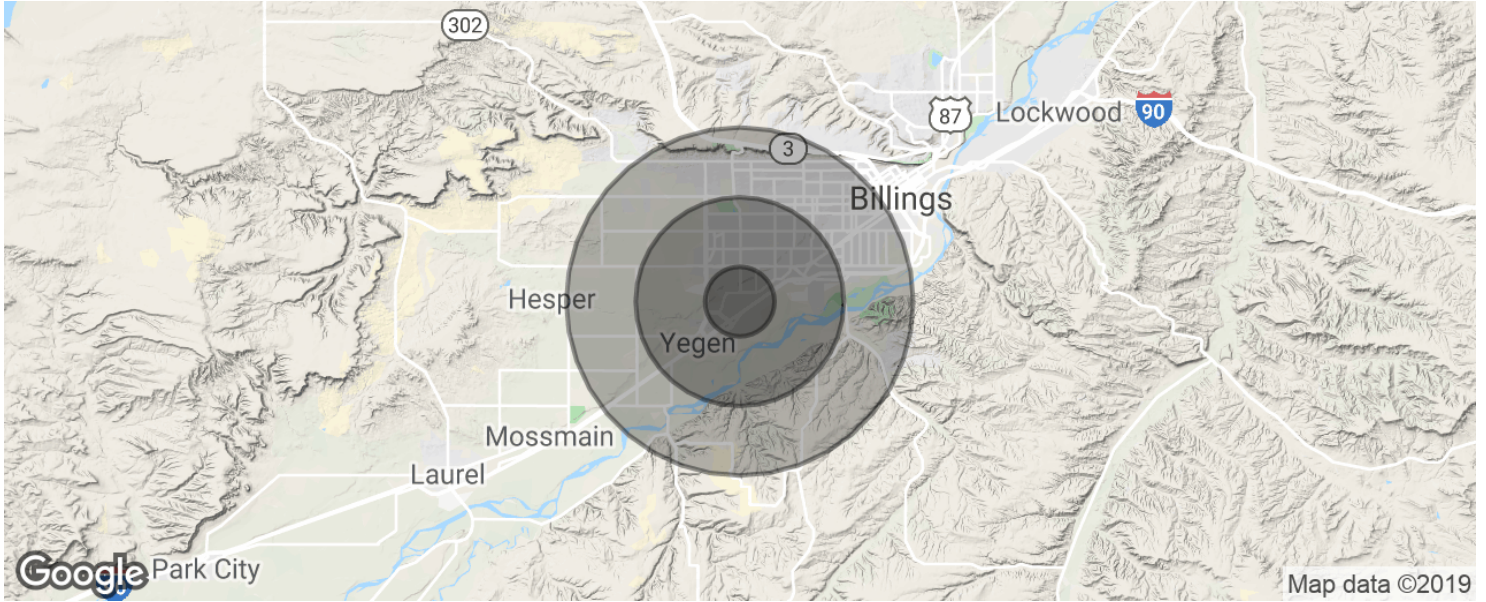 302
87
Lockwood
90
3
Billings
Hesper
Yegen
Mossmain
Laurel
Google
Park City
Map data ©2019